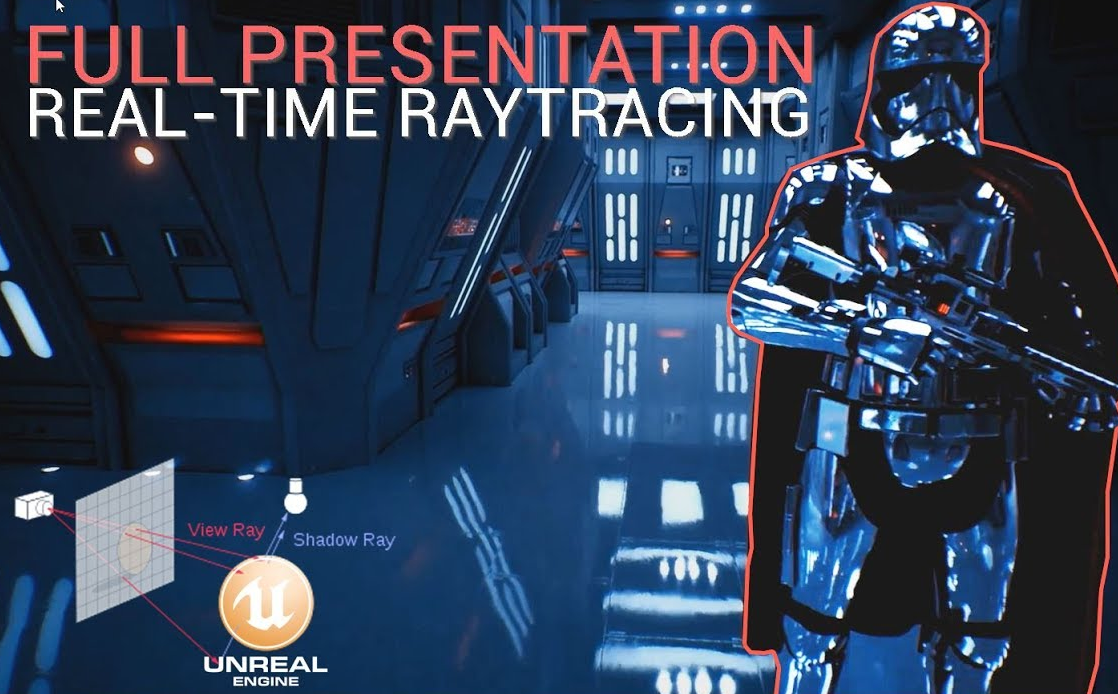 FULL PRESENTATION
REAL-TIME RAYTRACING
View Ray
Shadow Ray
UNREAL
ENGINE